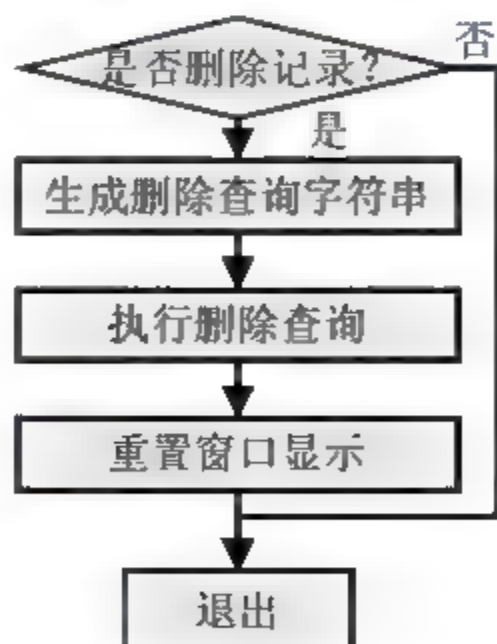 否
是否删除记录?
是
生成删除查询字符串
执行删除查询
重置窗口显示
退出